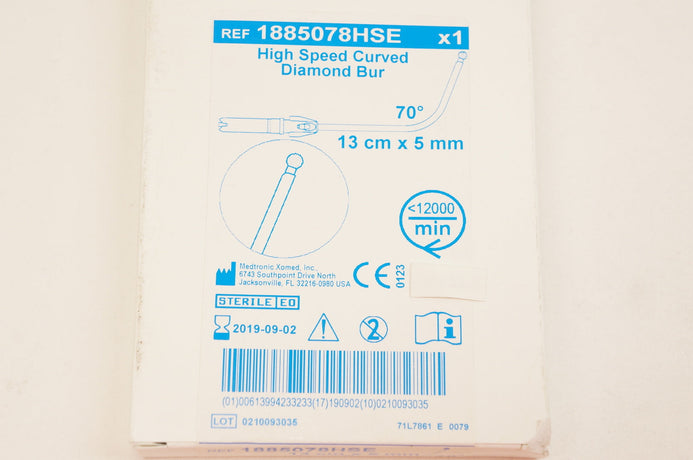 REF 1885078HSE x1
High Speed Curved
Diamond Bur
70°
13 cm x 5 mm
<12000
min
Medtronic Xomed, Inc.,
6743 Southpoint Drive North
Jacksonville, FL 32216-0980 USA
CE 0123
STERILE EO
2019-09-02
2
i
(01)00613994233233(17)190902(10)0210093035
LOT 0210093035
71L7861 E 0079
REF 1885078HSE